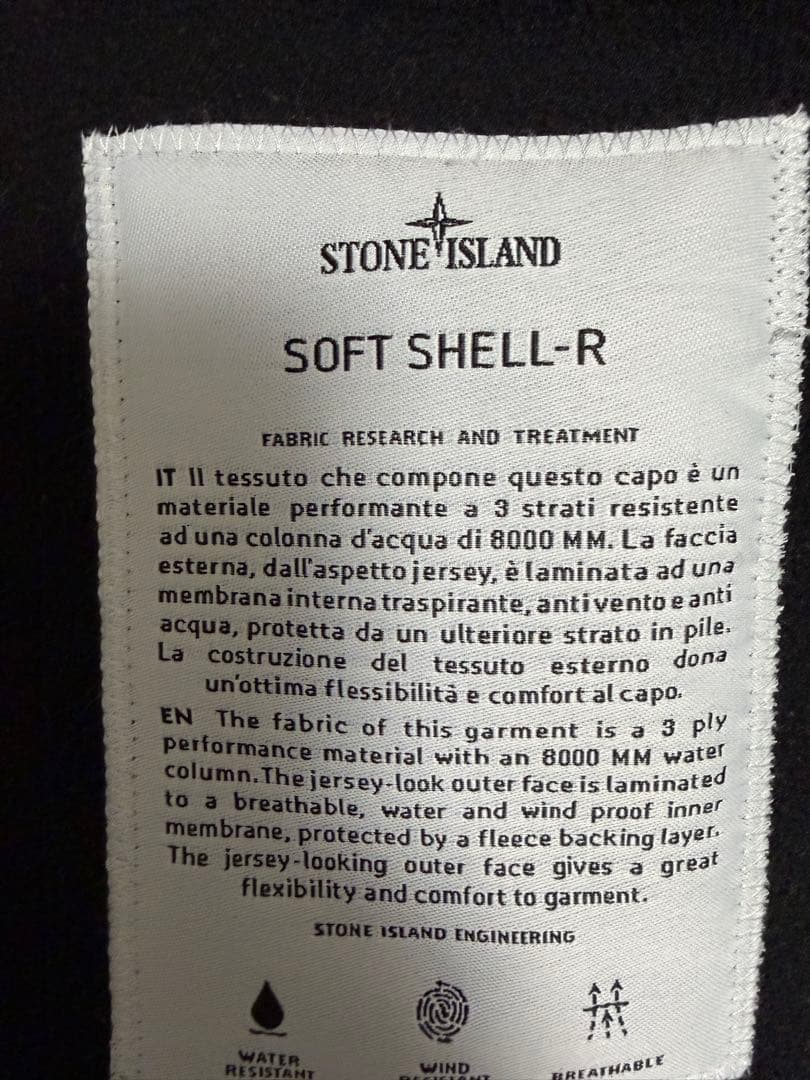 STONE ISLAND
SOFT SHELL-R
FABRIC RESEARCH AND TREATMENT
IT Il tessuto che compone questo capo è un
materiale performante a 3 strati resistente
ad una colonna d'acqua di 8000 MM. La faccia
esterna, dall'aspetto jersey, è laminata ad una
membrana interna traspirante, antivento e anti
acqua, protetta da un ulteriore strato in pile.
La costruzione del tessuto esterno dona
un'ottima flessibilità e comfort al capo.
EN The fabric of this garment is a 3 ply
performance material with an 8000 MM water
column. The jersey-look outer face is laminated
to a breathable, water and wind proof inner
membrane, protected by a fleece backing layer.
The jersey-looking outer face gives a great
flexibility and comfort to garment.
STONE ISLAND ENGINEERING
WATER WIND BREATHABLE
RESISTANT RESISTANT